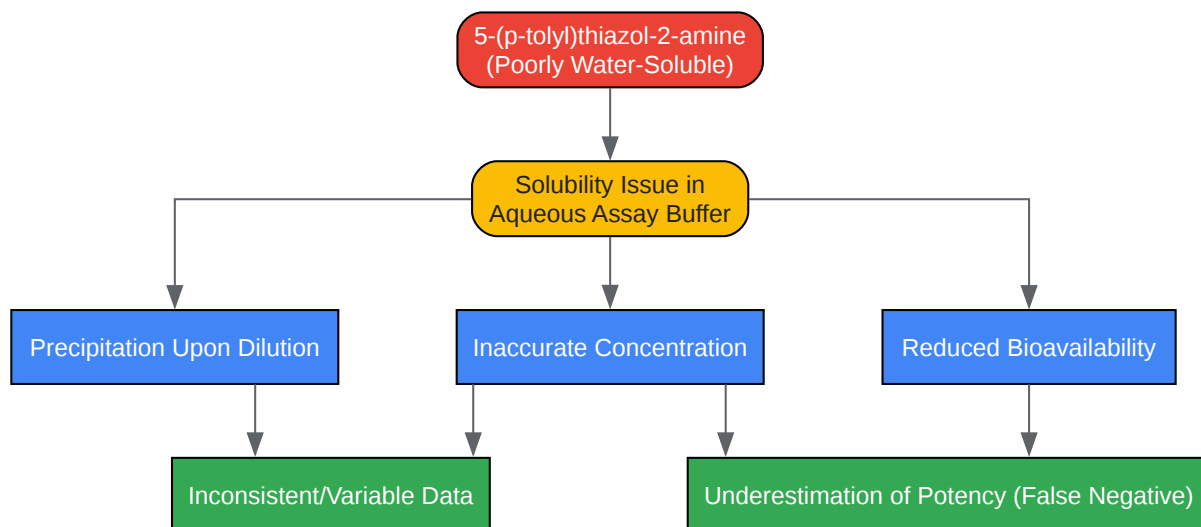 5-(p-tolyl)thiazol-2-amine
(Poorly Water-Soluble)
Solubility Issue in
Aqueous Assay Buffer
Precipitation Upon Dilution
Inaccurate Concentration
Reduced Bioavailability
Inconsistent/Variable Data
Underestimation of Potency (False Negative)